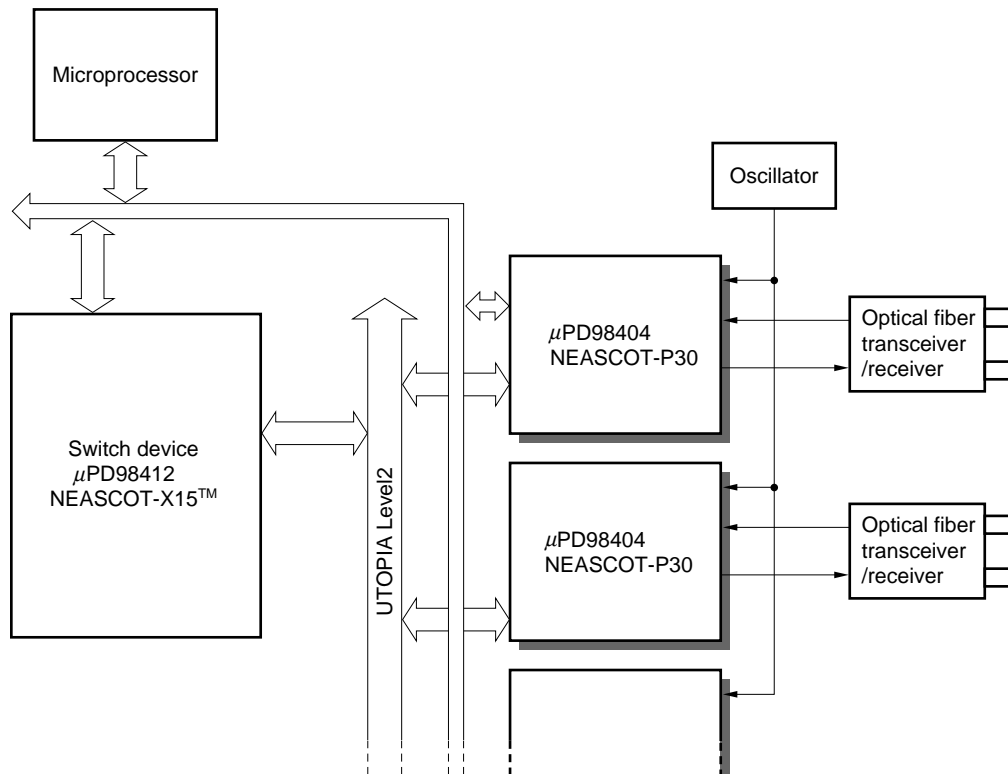 Microprocessor
Oscillator
μPD98404
NEASCOT-P30
Optical fiber
transceiver
/receiver
Switch device
μPD98412
NEASCOT-X15™
UTOPIA Level2
μPD98404
NEASCOT-P30
Optical fiber
transceiver
/receiver